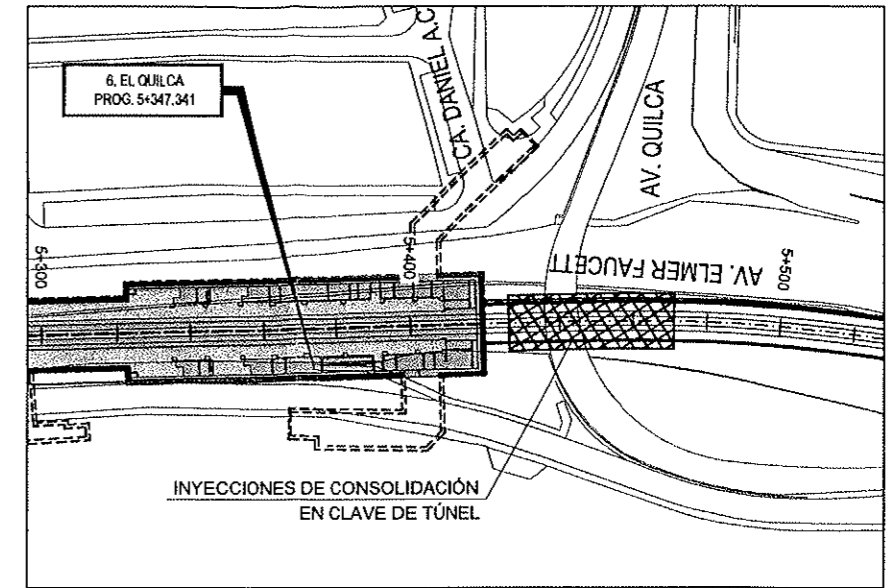 6, EL QUILCA
PROG. 5+347.341
CA. DANIEL A.C
AV. QUILCA
5+300
5+400
AV. ELMER FAUCETT
5+500
INYECCIONES DE CONSOLIDACIÓN
EN CLAVE DE TÚNEL